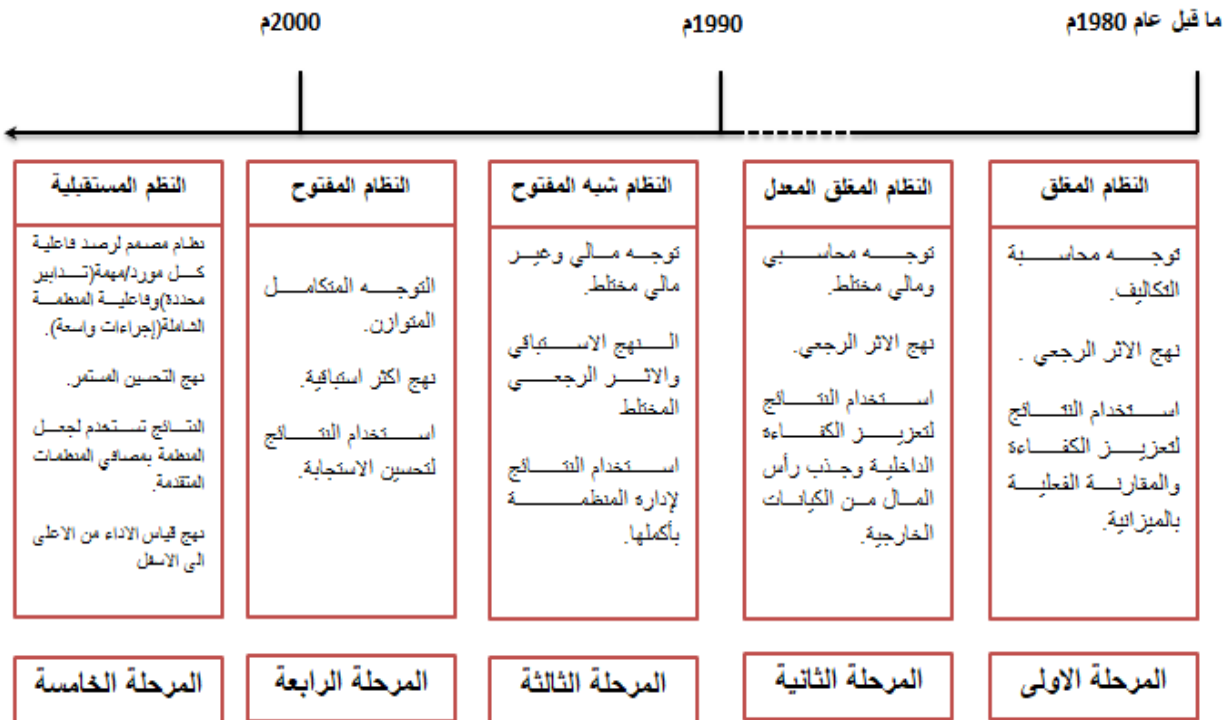 ما قبل عام 1980م
1990م
2000م
النظام المغلق
توجه محاسبة
التكاليف.
نهج الاثر الرجعي .
استخدام النتائج
لتعزيز الكفاءة
والمقارنة الفعلية
بالميزانية.
المرحلة الاولى
النظام المغلق المعدل
توجه محاسبي
ومالي مختلط.
نهج الاثر الرجعي.
استخدام النتائج
لتعزيز الكفاءة
الداخلية وجذب رأس
المال من الكيانات
الخارجية.
المرحلة الثانية
النظام شبه المفتوح
توجه مالي وغير
مالي مختلط.
النهج الاستباقي
والاثر الرجعي
المختلط
استخدام النتائج
لإدارة المنظمة
بأكملها.
المرحلة الثالثة
النظام المفتوح
التوجه المتكامل
المتوازن.
نهج اكثر استباقية.
استخدام النتائج
لتحسين الاستجابة.
المرحلة الرابعة
النظم المستقبلية
نظام مصمم لرصد فاعلية
كل مورد/مهمة(تدابير
محددة)وفاعلية المنظمة
الشاملة(إجراءات واسعة).
نهج التحسين المستمر.
النتائج تستخدم لجعل
المنظمة بمصافي المنظمات
المتقدمة.
نهج قياس الاداء من الاعلى
الى الاسفل
المرحلة الخامسة